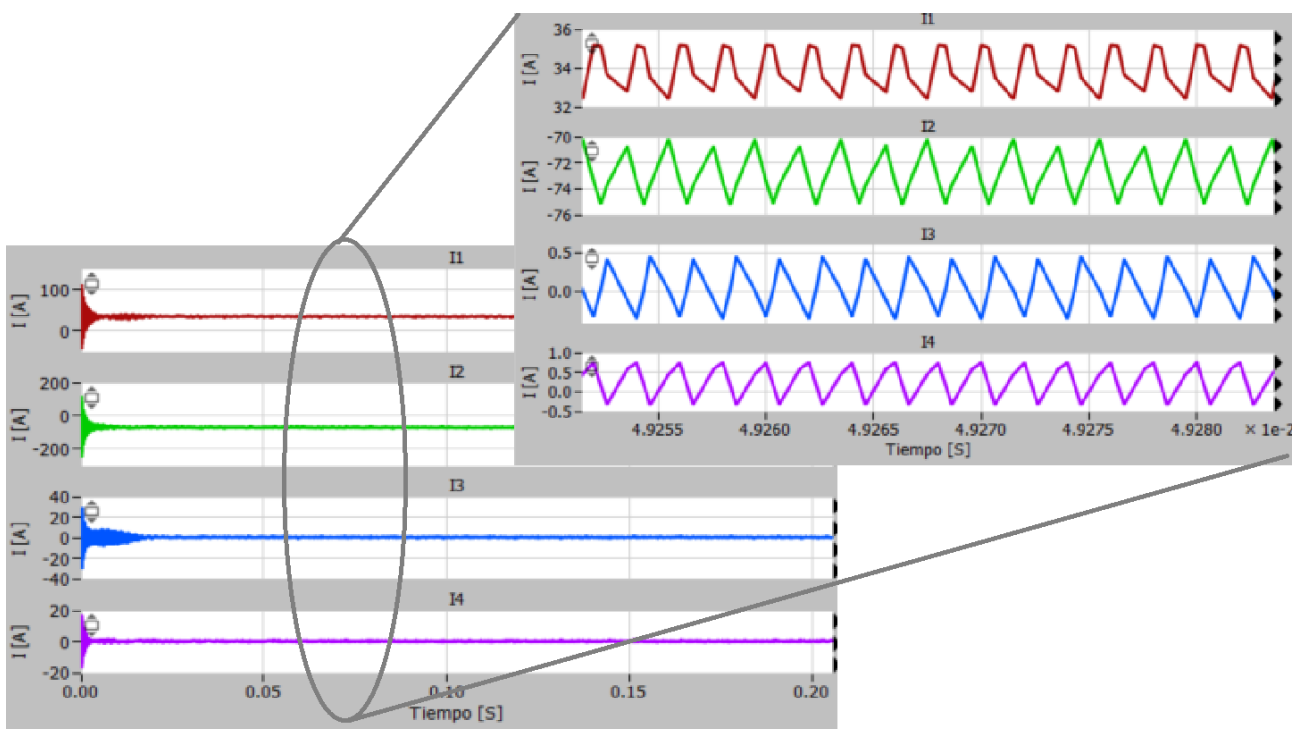 I1
36
34
32
I [A]
I2
-70
-72
-74
-76
I [A]
I3
0.5
0.0
I [A]
I4
1.0
0.5
0.0
-0.5
I [A]
4.9255 4.9260 4.9265 4.9270 4.9275 4.9280 × 1e-2
Tiempo [S]
I1
100
0
I [A]
I2
200
0
-200
I [A]
I3
40
20
0
-20
-40
I [A]
I4
20
0
-20
I [A]
0.00 0.05 0.10 0.15 0.20
Tiempo [S]